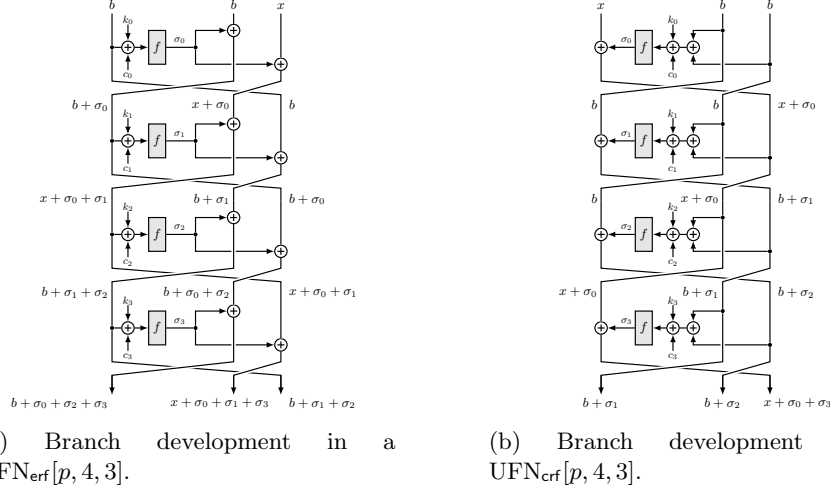 b b x b b
k₀ k₀
σ₀ σ₀
f f
c₀ c₀
b + σ₀ x + σ₀ b b b x + σ₀
k₁ k₁
σ₁ σ₁
f f
c₁ c₁
x + σ₀ + σ₁ b + σ₁ b + σ₀ b x + σ₀ b + σ₁
k₂ k₂
σ₂ σ₂
f f
c₂ c₂
b + σ₁ + σ₂ b + σ₀ + σ₂ x + σ₀ + σ₁ x + σ₀ b + σ₁ b + σ₂
k₃ k₃
σ₃ σ₃
f f
c₃ c₃
b + σ₀ + σ₂ + σ₃ x + σ₀ + σ₁ + σ₃ b + σ₁ + σ₂ b + σ₁ b + σ₂ x + σ₀ + σ₃
) Branch development in a
FN_erf[p, 4, 3].
(b) Branch development
UFN_crf[p, 4, 3].